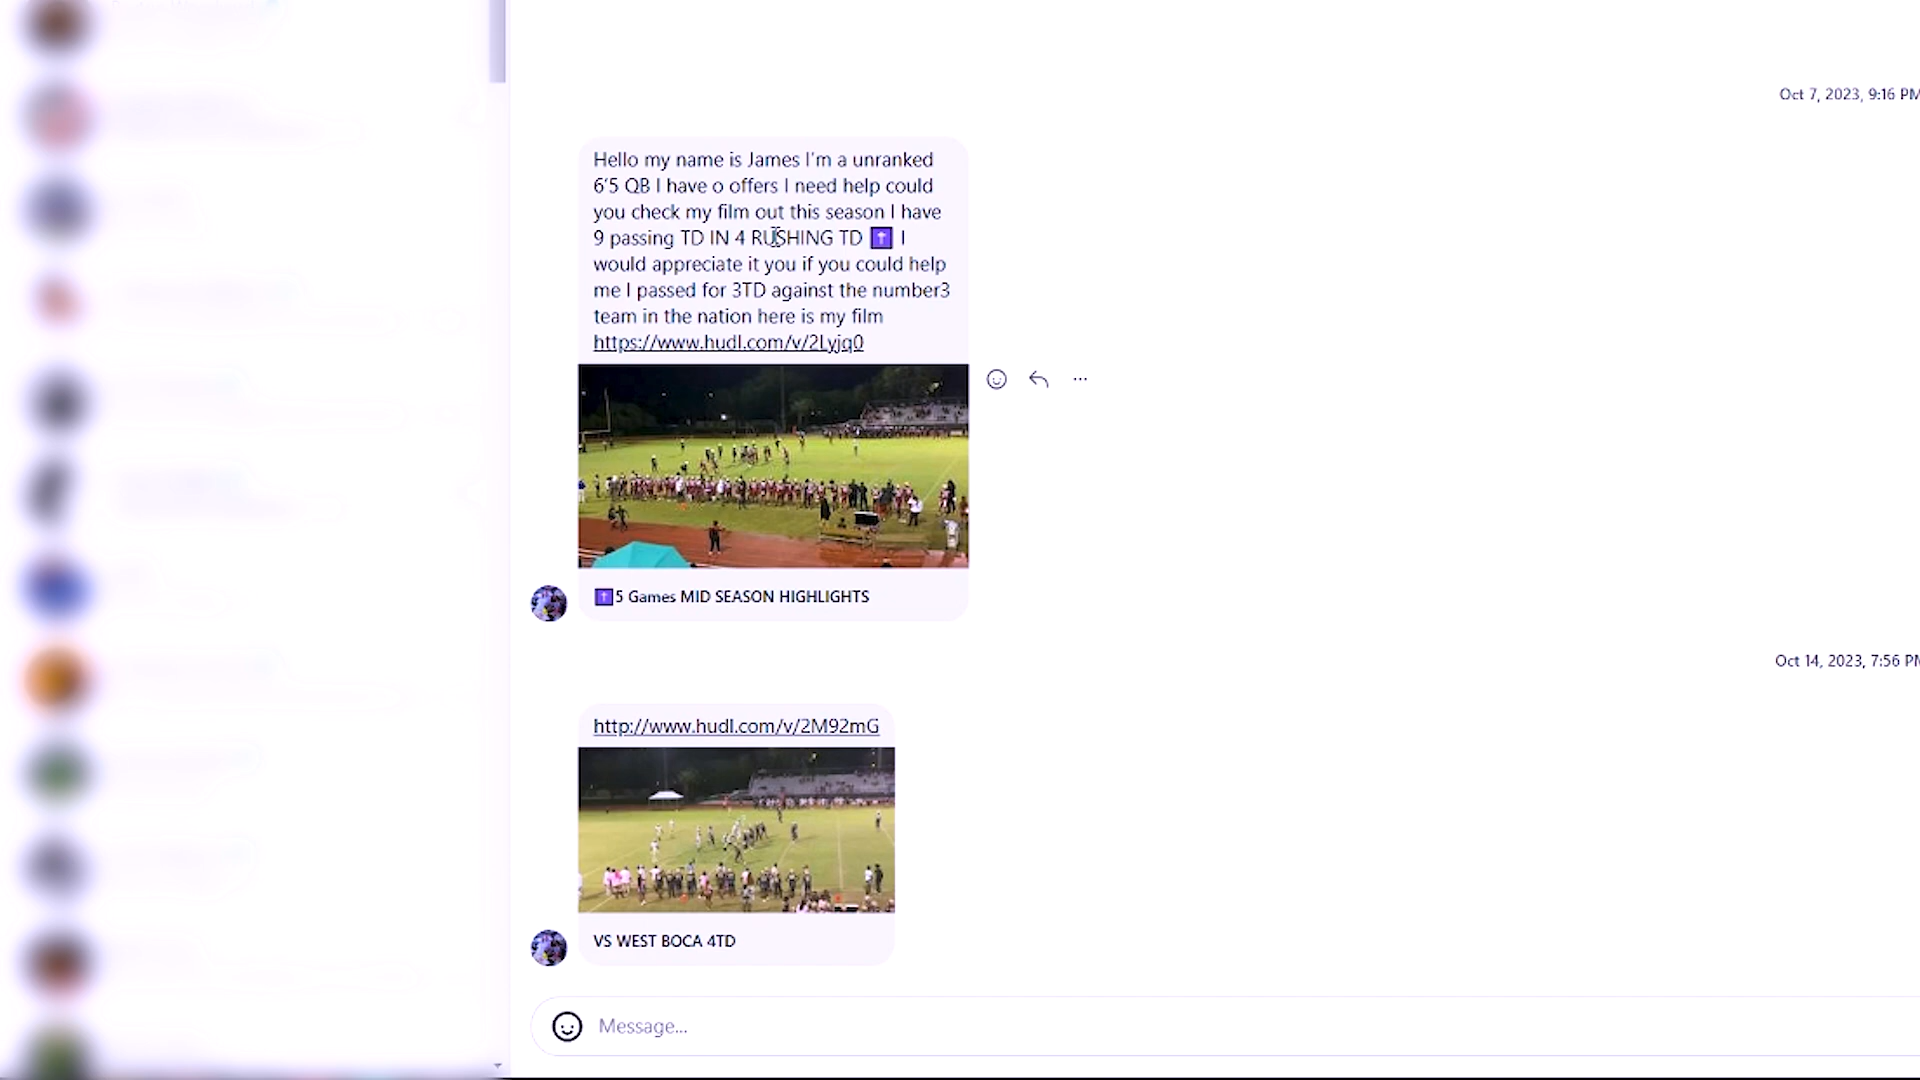 Oct 7, 2023, 9:16 PM
Hello my name is James I'm a unranked
6'5 QB I have o offers I need help could
you check my film out this season I have
9 passing TD IN 4 RUSHING TD ✝️ I
would appreciate it you if you could help
me I passed for 3TD against the number3
team in the nation here is my film
https://www.hudl.com/v/2Lyjq0
✝️5 Games MID SEASON HIGHLIGHTS
Oct 14, 2023, 7:56 PM
http://www.hudl.com/v/2M92mG
VS WEST BOCA 4TD
Message...